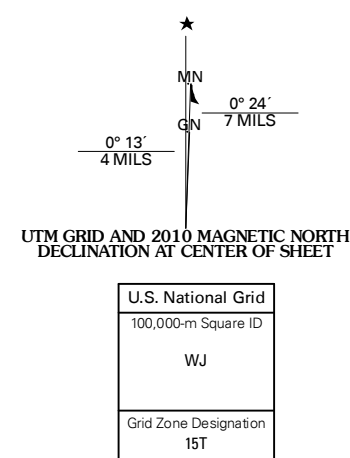 MN
0° 24´
7 MILS
GN
0° 13´
4 MILS
UTM GRID AND 2010 MAGNETIC NORTH
DECLINATION AT CENTER OF SHEET
U.S. National Grid
100,000-m Square ID
WJ
Grid Zone Designation
15T